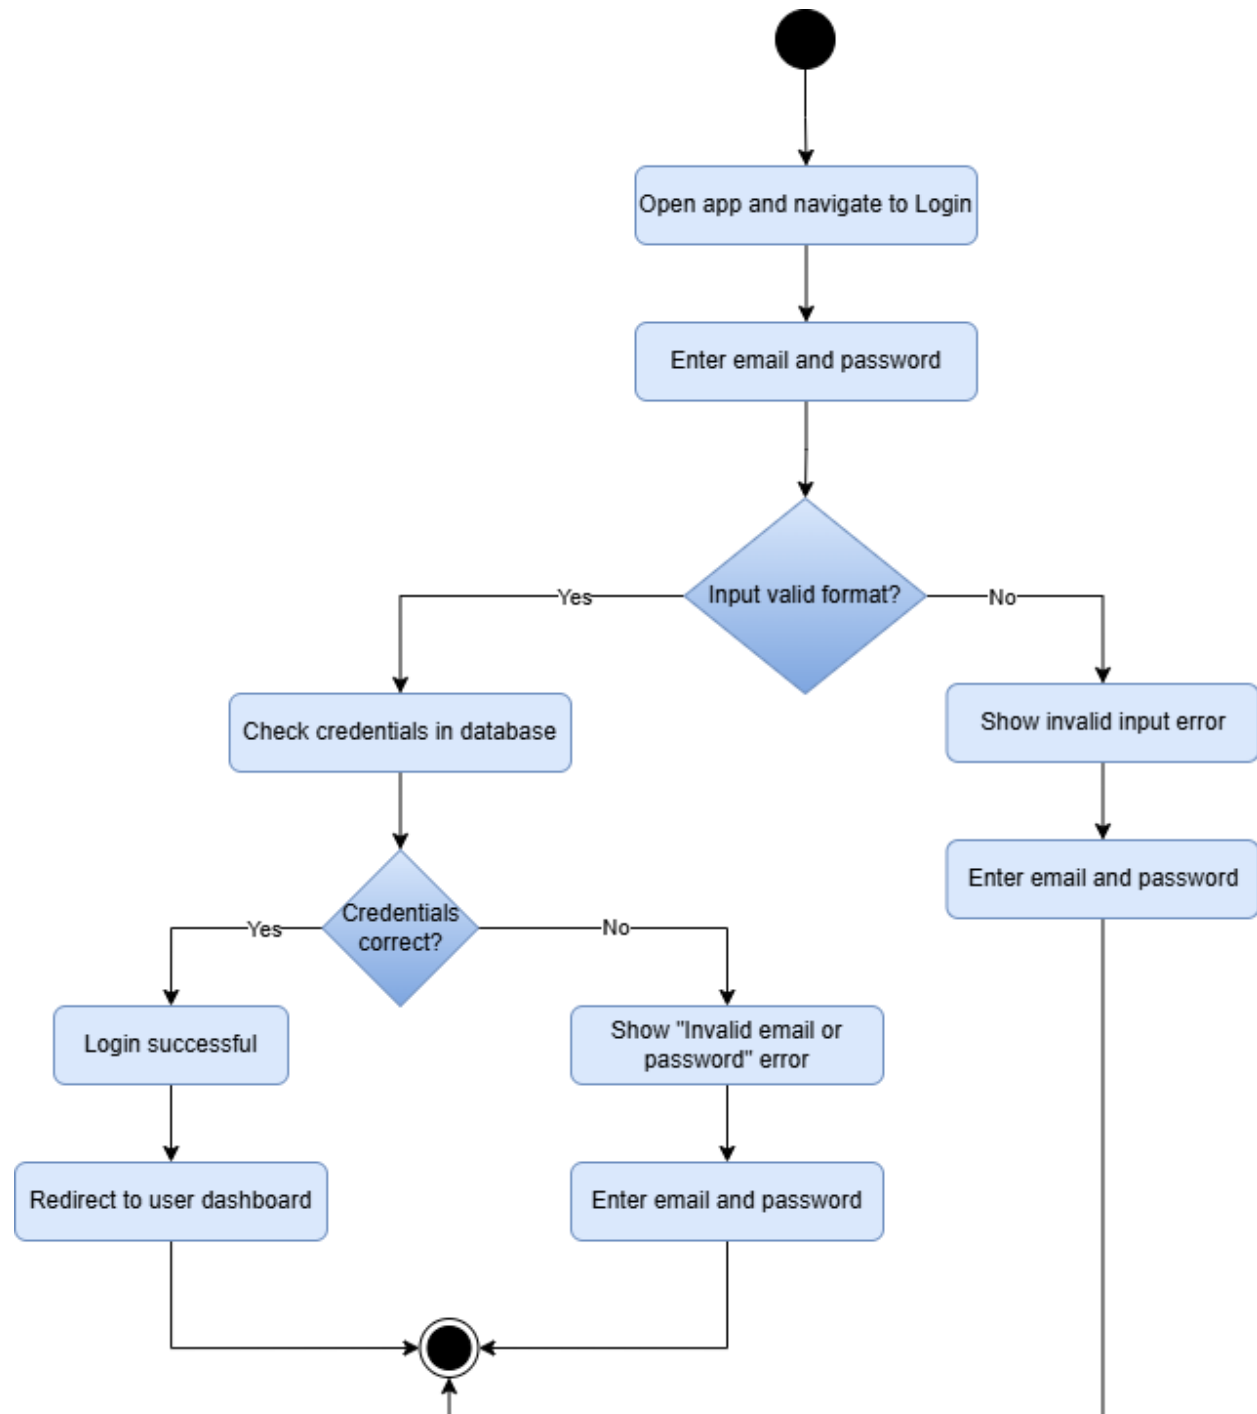 Open app and navigate to Login
Enter email and password
Input valid format?
Yes
No
Check credentials in database
Show invalid input error
Enter email and password
Credentials
correct?
Yes
No
Login successful
Show "Invalid email or
password" error
Redirect to user dashboard
Enter email and password